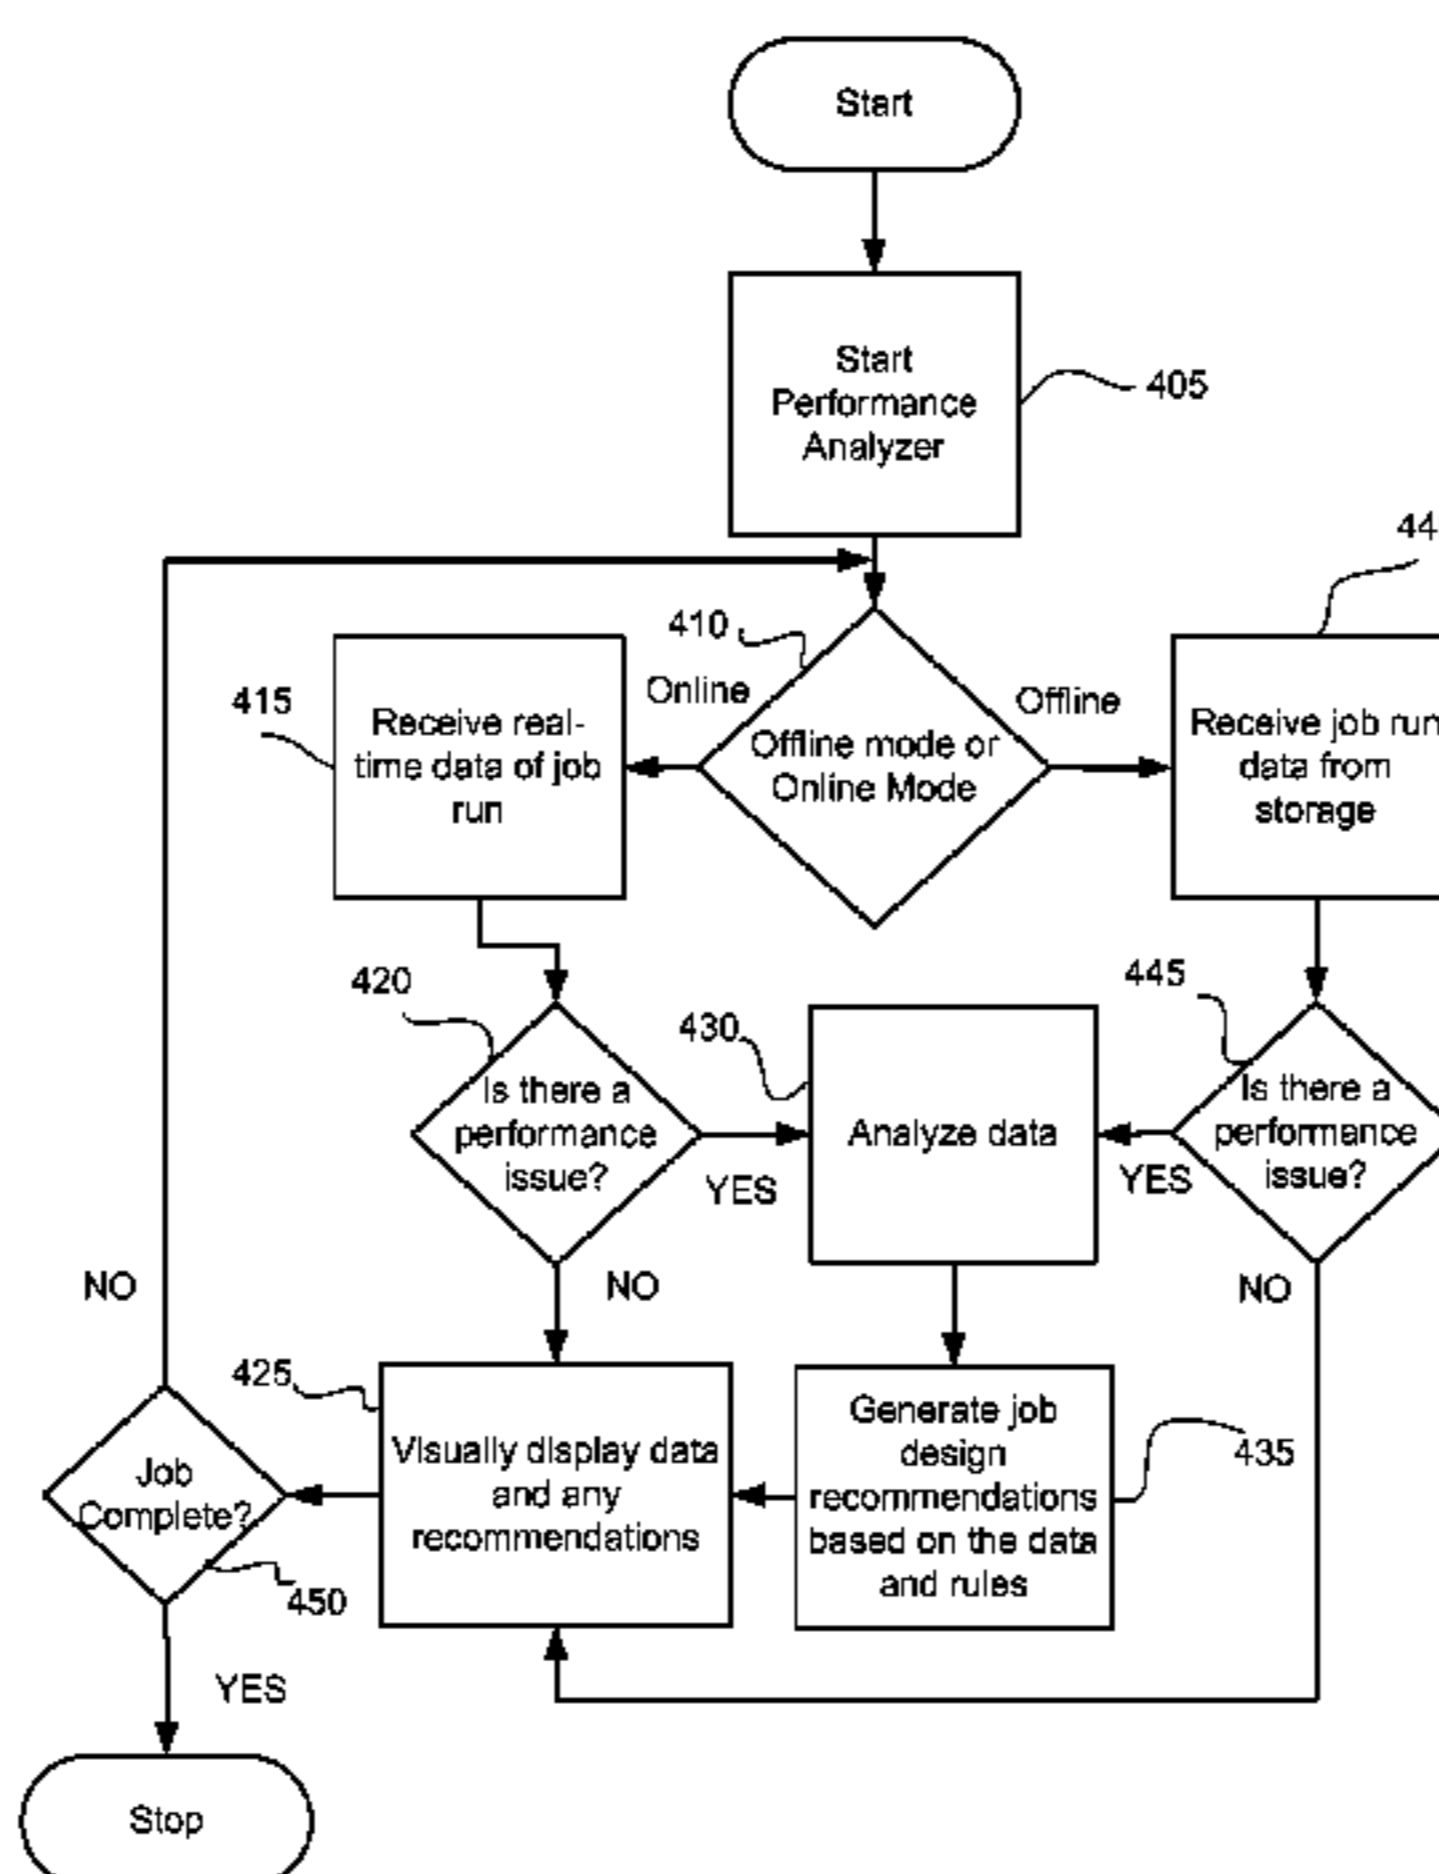 Start
Start
Performance
Analyzer
405
44
410
Online
Offline
415
Receive real-
time data of job
run
Offline mode or
Online Mode
Receive job run
data from
storage
420
430
445
Is there a
performance
issue?
YES
Analyze data
YES
Is there a
performance
issue?
NO
NO
NO
425
Visually display data
and any
recommendations
Generate job
design
recommendations
based on the data
and rules
435
Job
Complete?
450
YES
Stop